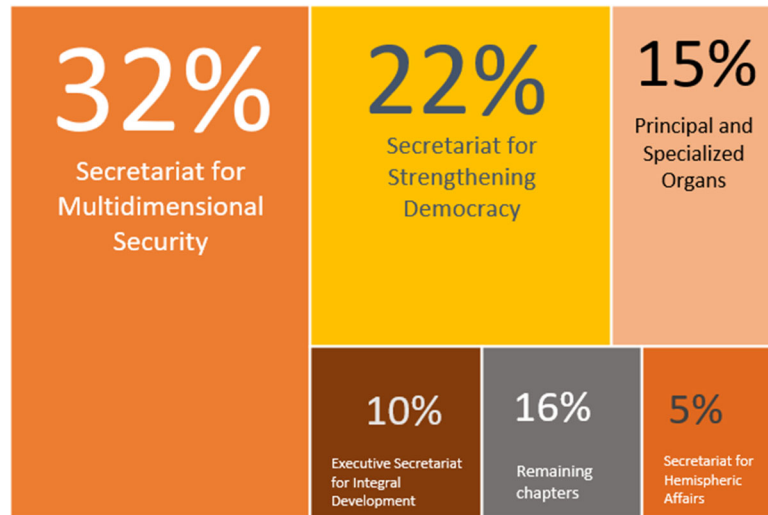 32%
Secretariat for
Multidimensional
Security
22%
Secretariat for
Strengthening
Democracy
15%
Principal and
Specialized
Organs
10%
Executive Secretariat
for Integral
Development
16%
Remaining
chapters
5%
Secretariat for
Hemispheric
Affairs